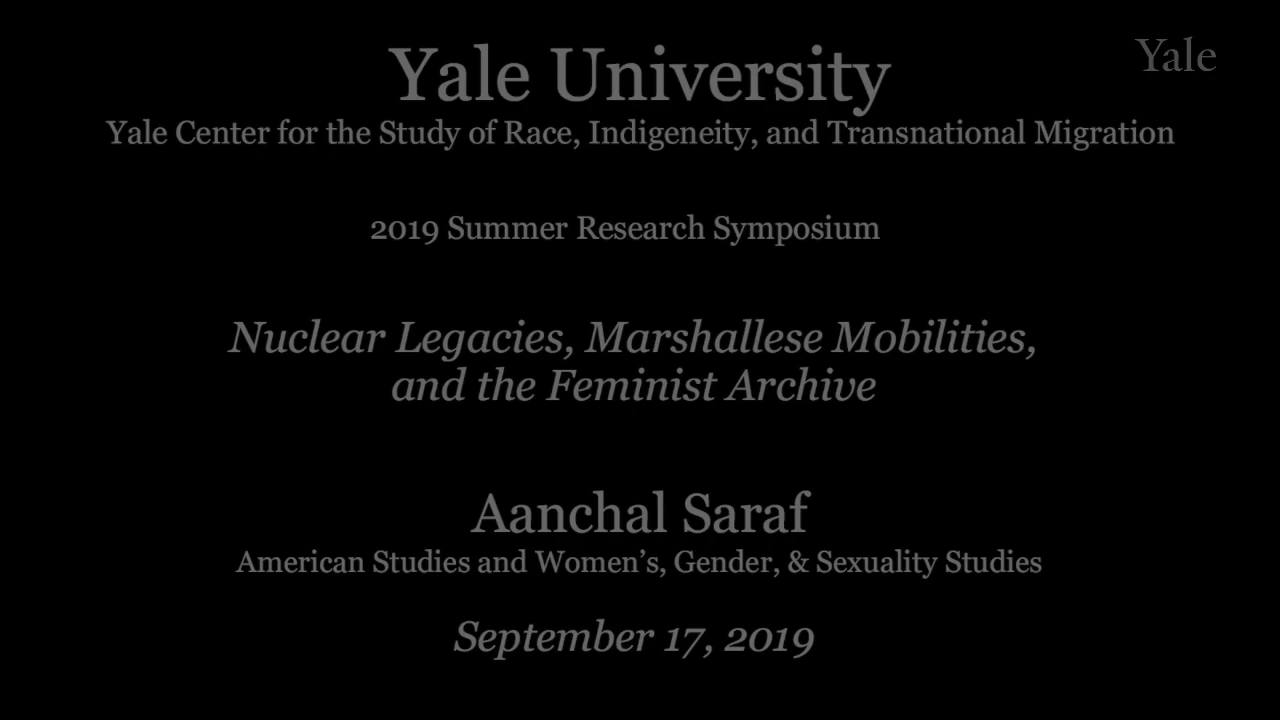 Yale University
Yale
Yale Center for the Study of Race, Indigeneity, and Transnational Migration
2019 Summer Research Symposium
Nuclear Legacies, Marshallese Mobilities,
and the Feminist Archive
Aanchal Saraf
American Studies and Women’s, Gender, & Sexuality Studies
September 17, 2019